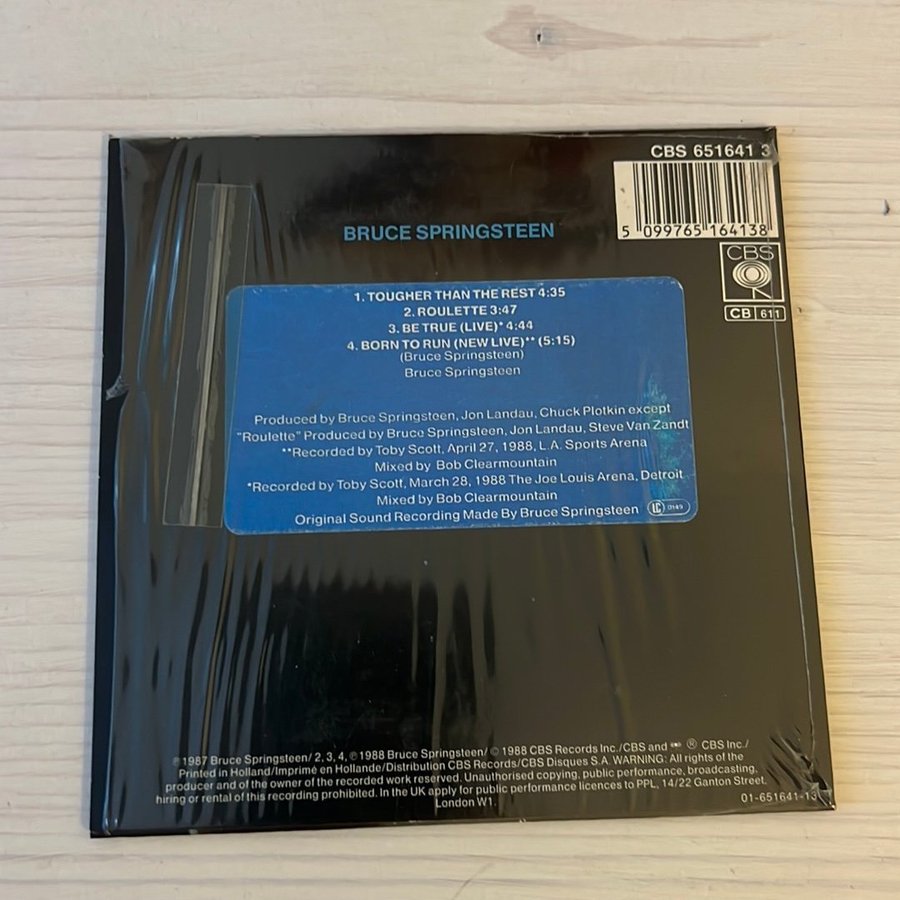 CBS 651641 3
5 099765 164138
CBS
CB 611
BRUCE SPRINGSTEEN
1. TOUGHER THAN THE REST 4:35
2. ROULETTE 3:47
3. BE TRUE (LIVE)* 4:44
4. BORN TO RUN (NEW LIVE)** (5:15)
(Bruce Springsteen)
Bruce Springsteen
Produced by Bruce Springsteen, Jon Landau, Chuck Plotkin except
"Roulette" Produced by Bruce Springsteen, Jon Landau, Steve Van Zandt
**Recorded by Toby Scott, April 27, 1988, L.A. Sports Arena
Mixed by Bob Clearmountain
*Recorded by Toby Scott, March 28, 1988 The Joe Louis Arena, Detroit
Mixed by Bob Clearmountain
Original Sound Recording Made By Bruce Springsteen LC 0149
℗ 1987 Bruce Springsteen/ 2, 3, 4, ℗ 1988 Bruce Springsteen/ © 1988 CBS Records Inc./CBS and ® CBS Inc./
Printed in Holland/Imprimé en Hollande/Distribution CBS Records/CBS Disques S.A. WARNING: All rights of the
producer and of the owner of the recorded work reserved. Unauthorised copying, public performance, broadcasting,
hiring or rental of this recording prohibited. In the UK apply for public performance licences to PPL, 14/22 Ganton Street,
London W1.
01-651641-13